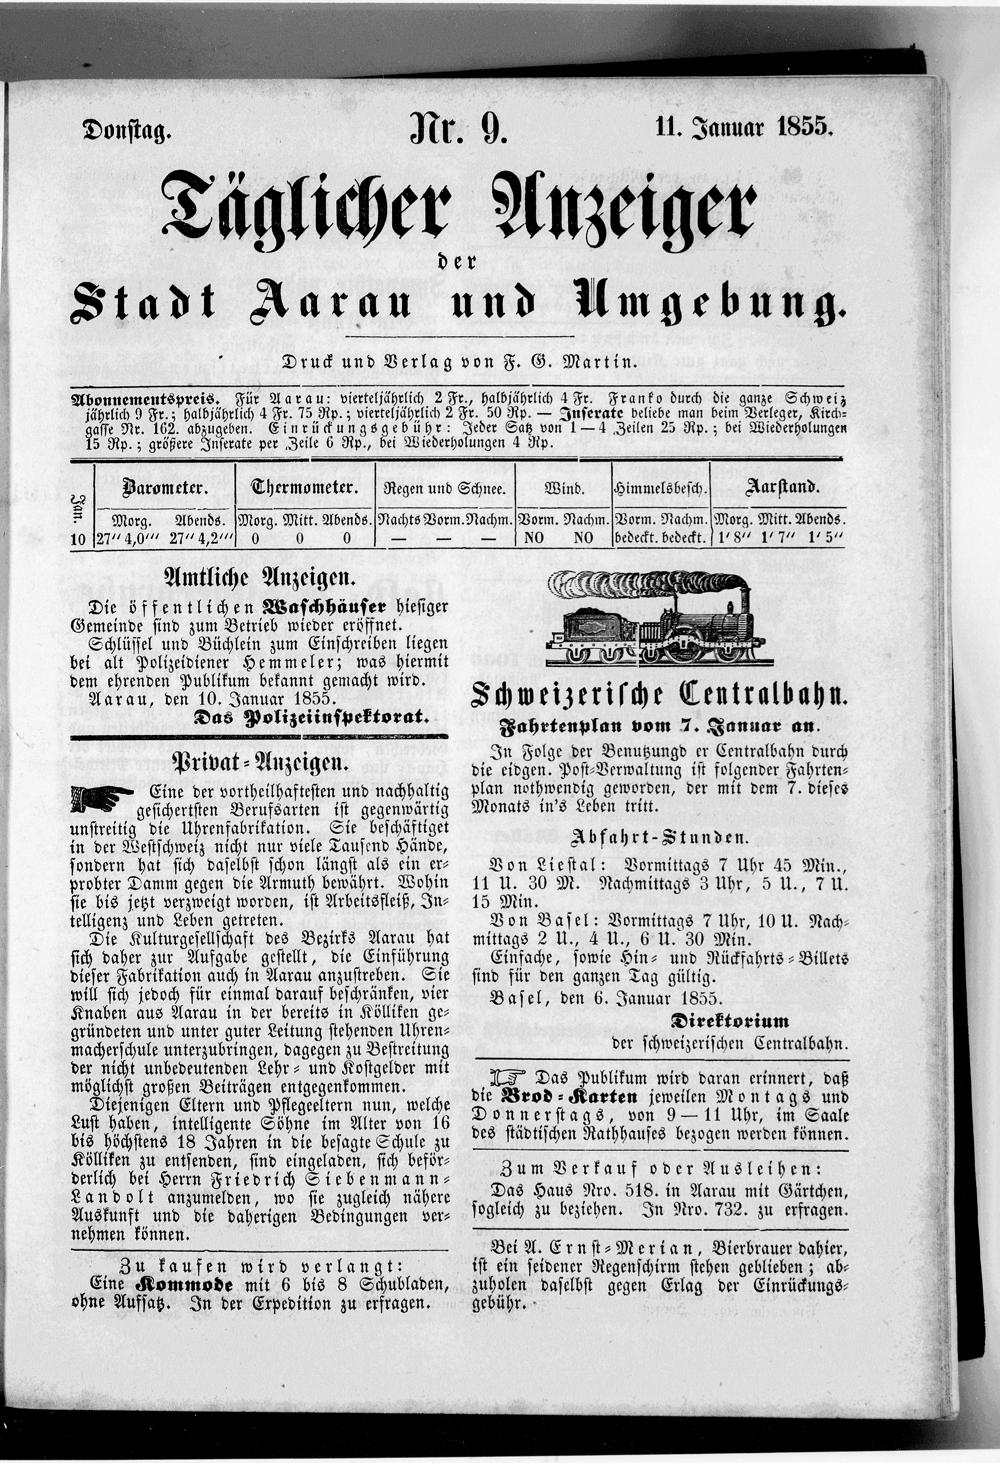 Donstag.
Nr. 9.
11. Januar 1855.
Täglicher Anzeiger
der
Stadt Aarau und Umgebung.
Druck und Verlag von F. G. Martin.
Abonnementspreis. Für Aarau: vierteljährlich 2 Fr., halbjährlich 4 Fr. Franko durch die ganze Schweiz
jährlich 9 Fr.; halbjährlich 4 Fr. 75 Rp.; vierteljährlich 2 Fr. 50 Rp. — Inserate beliebe man beim Verleger, Kirch-
gasse Nr. 162. abzugeben. Einrückungsgebühr: Jeder Satz von 1—4 Zeilen 25 Rp.; bei Wiederholungen
15 Rp.; größere Inserate per Zeile 6 Rp., bei Wiederholungen 4 Rp.
Jan. Barometer. Thermometer. Regen und Schnee. Wind. Himmelsbesch. Aarstand.
Morg. Abends. Morg. Mitt. Abends. Nachts Vorm. Nachm. Vorm. Nachm. Vorm. Nachm. Morg. Mitt. Abends.
10 27'' 4,0''' 27'' 4,2''' 0 0 0 — — — NO NO bedeckt. bedeckt. 1' 8'' 1' 7'' 1' 5''
Amtliche Anzeigen.
Die öffentlichen Waschhäuser hiesiger
Gemeinde sind zum Betrieb wieder eröffnet.
Schlüssel und Büchlein zum Einschreiben liegen
bei alt Polizeidiener Hemmeler; was hiermit
dem ehrenden Publikum bekannt gemacht wird.
Aarau, den 10. Januar 1855.
Das Polizeiinspektorat.
Privat-Anzeigen.
Eine der vortheilhaftesten und nachhaltig
gesichertsten Berufsarten ist gegenwärtig
unstreitig die Uhrenfabrikation. Sie beschäftiget
in der Westschweiz nicht nur viele Tausend Hände,
sondern hat sich daselbst schon längst als ein er-
probter Damm gegen die Armuth bewährt. Wohin
sie bis jetzt verzweigt worden, ist Arbeitsfleiß, In-
telligenz und Leben getreten.
Die Kulturgesellschaft des Bezirks Aarau hat
sich daher zur Aufgabe gestellt, die Einführung
dieser Fabrikation auch in Aarau anzustreben. Sie
will sich jedoch für einmal darauf beschränken, vier
Knaben aus Aarau in der bereits in Kölliken ge-
gründeten und unter guter Leitung stehenden Uhren-
macherschule unterzubringen, dagegen zu Bestreitung
der nicht unbedeutenden Lehr- und Kostgelder mit
möglichst großen Beiträgen entgegenkommen.
Diejenigen Eltern und Pflegeeltern nun, welche
Lust haben, intelligente Söhne im Alter von 16
bis höchstens 18 Jahren in die besagte Schule zu
Kölliken zu entsenden, sind eingeladen, sich beför-
derlich bei Herrn Friedrich Siebenmann-
Landolt anzumelden, wo sie zugleich nähere
Auskunft und die daherigen Bedingungen ver-
nehmen können.
Zu kaufen wird verlangt:
Eine Kommode mit 6 bis 8 Schubladen,
ohne Aufsatz. In der Expedition zu erfragen.
Schweizerische Centralbahn.
Fahrtenplan vom 7. Januar an.
In Folge der Benutzungd er Centralbahn durch
die eidgen. Post-Verwaltung ist folgender Fahrten-
plan nothwendig geworden, der mit dem 7. dieses
Monats in's Leben tritt.
Abfahrt-Stunden.
Von Liestal: Vormittags 7 Uhr 45 Min.,
11 U. 30 M. Nachmittags 3 Uhr, 5 U., 7 U.
15 Min.
Von Basel: Vormittags 7 Uhr, 10 U. Nach-
mittags 2 U., 4 U., 6 U. 30 Min.
Einfache, sowie Hin- und Rückfahrts-Billets
sind für den ganzen Tag gültig.
Basel, den 6. Januar 1855.
Direktorium
der schweizerischen Centralbahn.
Das Publikum wird daran erinnert, daß
die Brod-Karten jeweilen Montags und
Donnerstags, von 9—11 Uhr, im Saale
des städtischen Rathhauses bezogen werden können.
Zum Verkauf oder Ausleihen:
Das Haus Nro. 518. in Aarau mit Gärtchen,
sogleich zu beziehen. In Nro. 732. zu erfragen.
Bei A. Ernst-Merian, Bierbrauer dahier,
ist ein seidener Regenschirm stehen geblieben; ab-
zuholen daselbst gegen Erlag der Einrückungs-
gebühr.